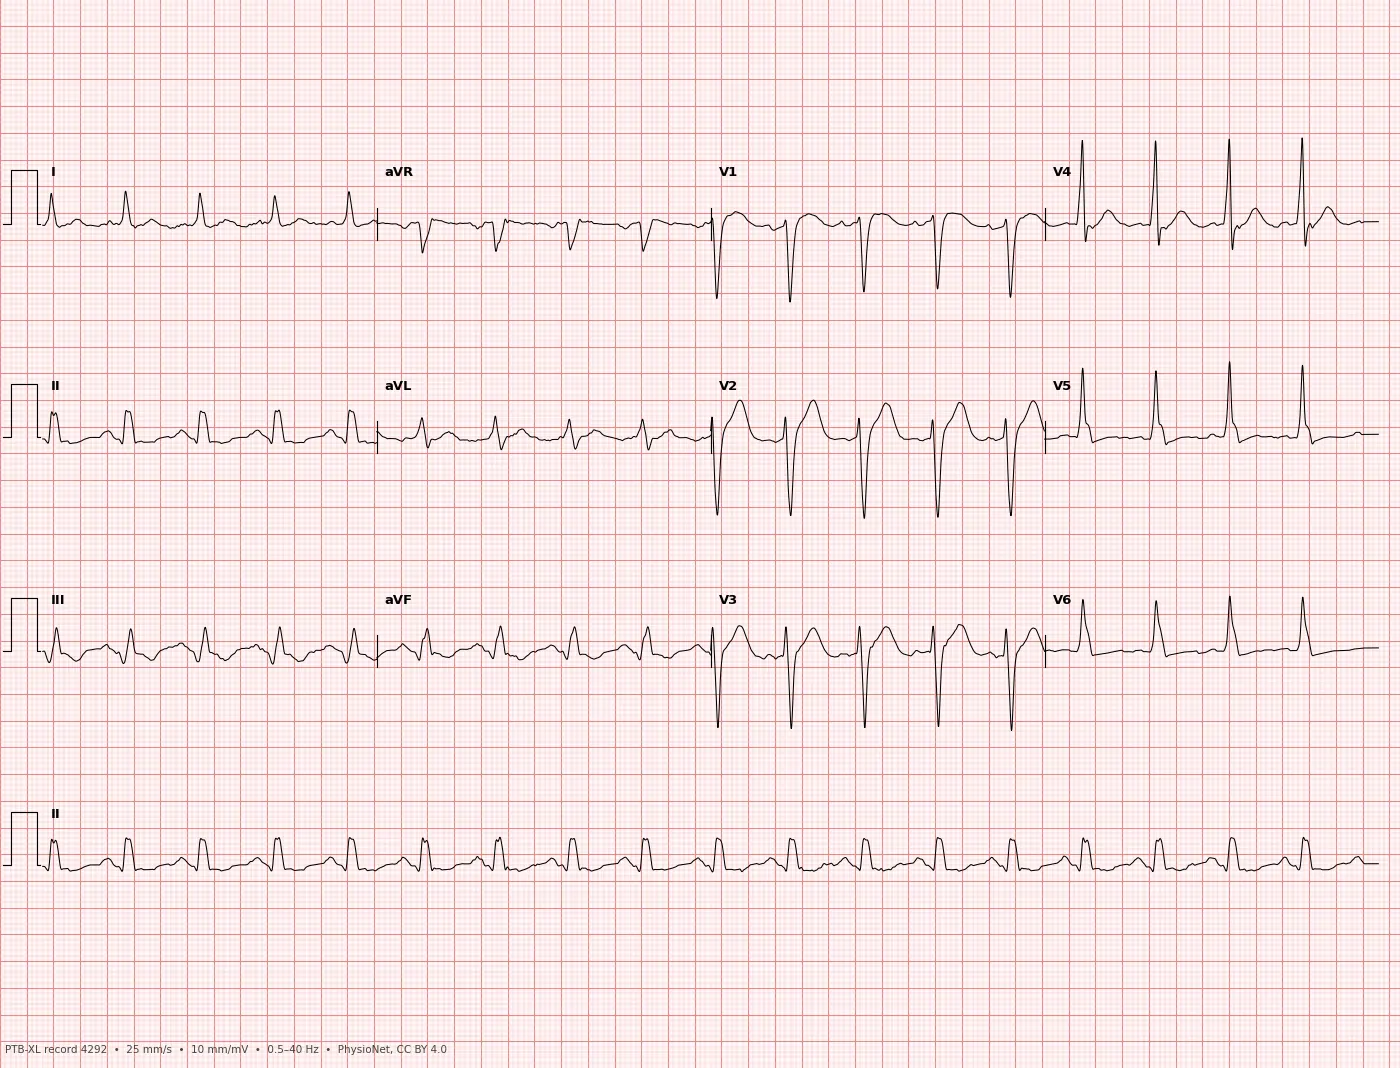 I aVR V1 V4
II aVL V2 V5
III aVF V3 V6
II
PTB-XL record 4292 • 25 mm/s • 10 mm/mV • 0.5–40 Hz • PhysioNet, CC BY 4.0